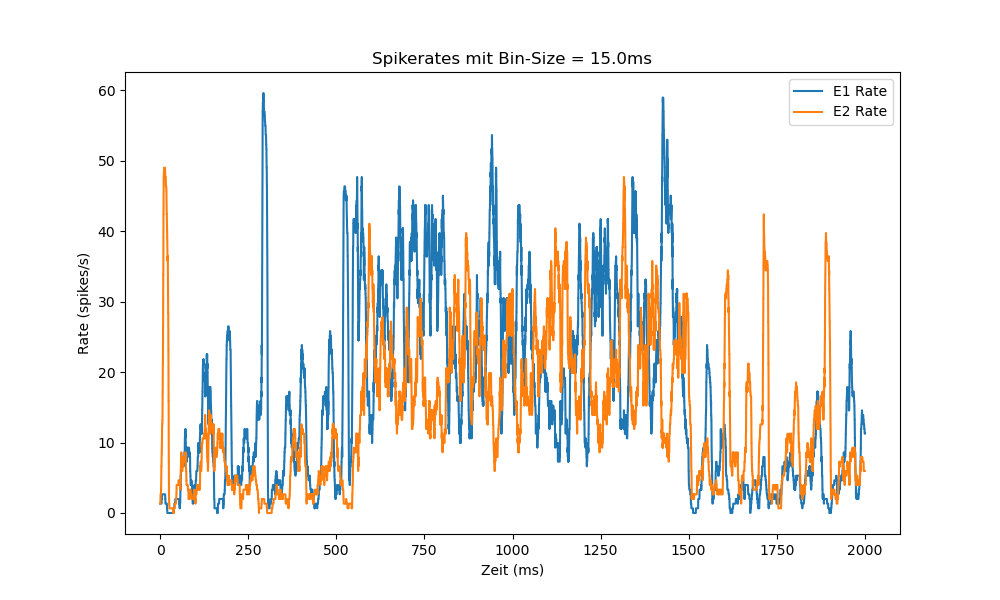 Spikerates mit Bin-Size = 15.0ms
E1 Rate
E2 Rate
60
50
40
30
20
10
0
Rate (spikes/s)
0 250 500 750 1000 1250 1500 1750 2000
Zeit (ms)